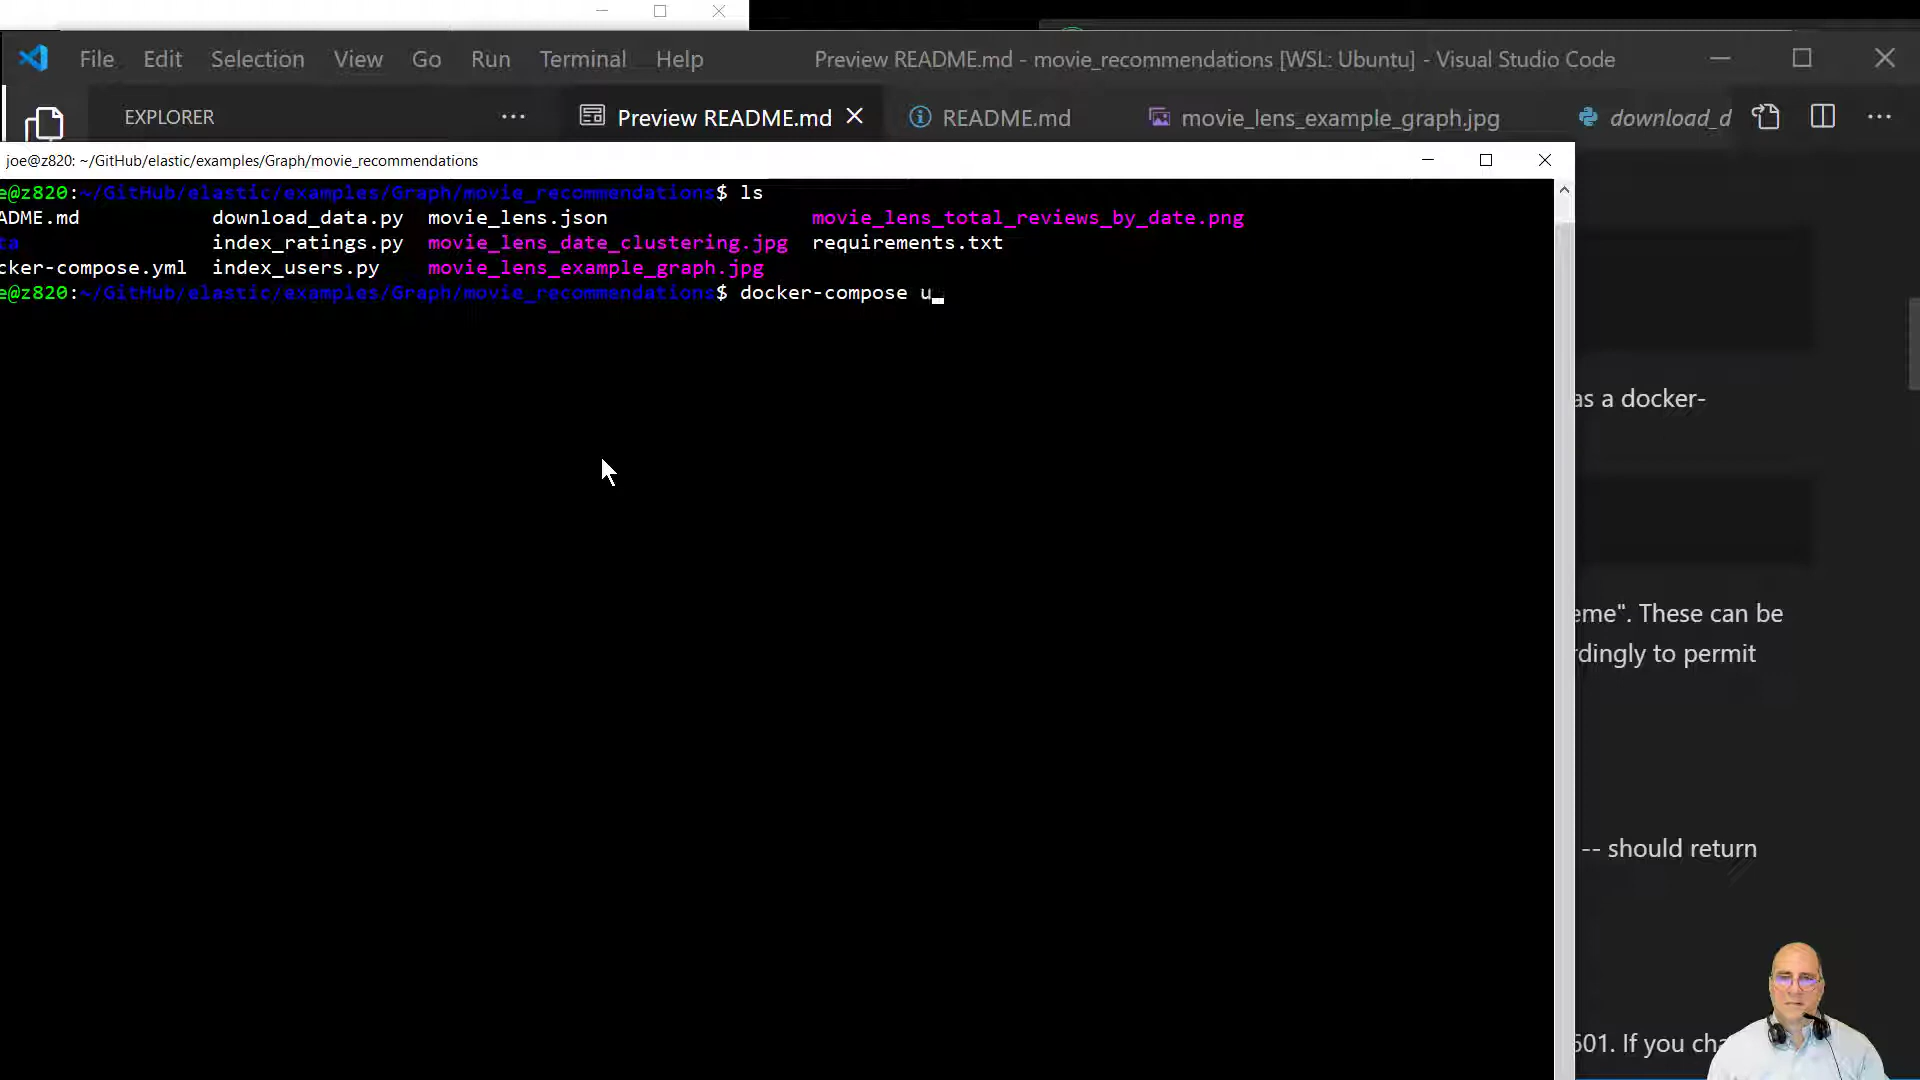 File Edit Selection View Go Run Terminal Help Preview README.md - movie_recommendations [WSL: Ubuntu] - Visual Studio Code
EXPLORER ··· Preview README.md README.md movie_lens_example_graph.jpg download_d ···
joe@z820: ~/GitHub/elastic/examples/Graph/movie_recommendations
e@z820:~/GitHub/elastic/examples/Graph/movie_recommendations$ ls
ADME.md download_data.py movie_lens.json movie_lens_total_reviews_by_date.png
ta index_ratings.py movie_lens_date_clustering.jpg requirements.txt
cker-compose.yml index_users.py movie_lens_example_graph.jpg
e@z820:~/GitHub/elastic/examples/Graph/movie_recommendations$ docker-compose u
as a docker-
eme". These can be
rdingly to permit
-- should return
601. If you cha